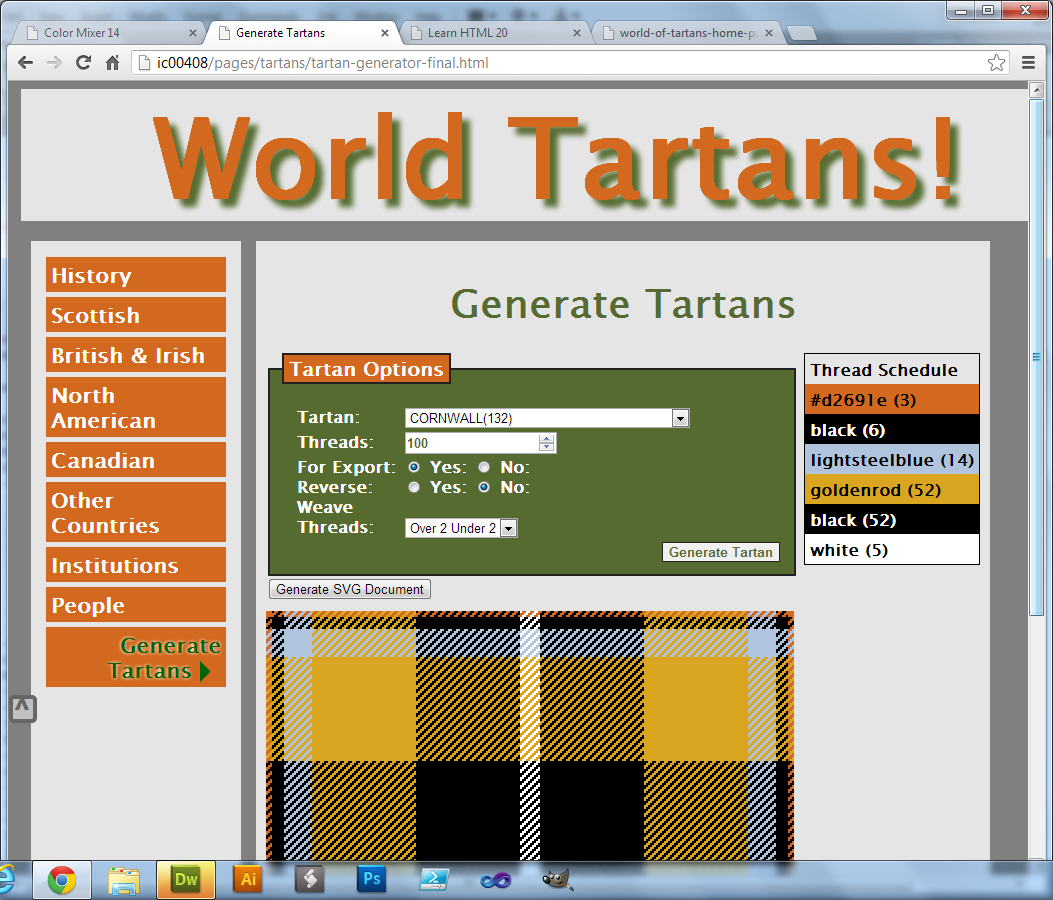 Color Mixer 14
Generate Tartans
Learn HTML 20
world-of-tartans-home-p
ic00408/pages/tartans/tartan-generator-final.html
World Tartans!
History
Scottish
British & Irish
North
American
Canadian
Other
Countries
Institutions
People
Generate
Tartans
^
Generate Tartans
Tartan Options
Tartan: CORNWALL(132)
Threads: 100
For Export: Yes: No:
Reverse: Yes: No:
Weave
Threads: Over 2 Under 2
Generate Tartan
Generate SVG Document
Thread Schedule
#d2691e (3)
black (6)
lightsteelblue (14)
goldenrod (52)
black (52)
white (5)
Dw
Ai
Ps